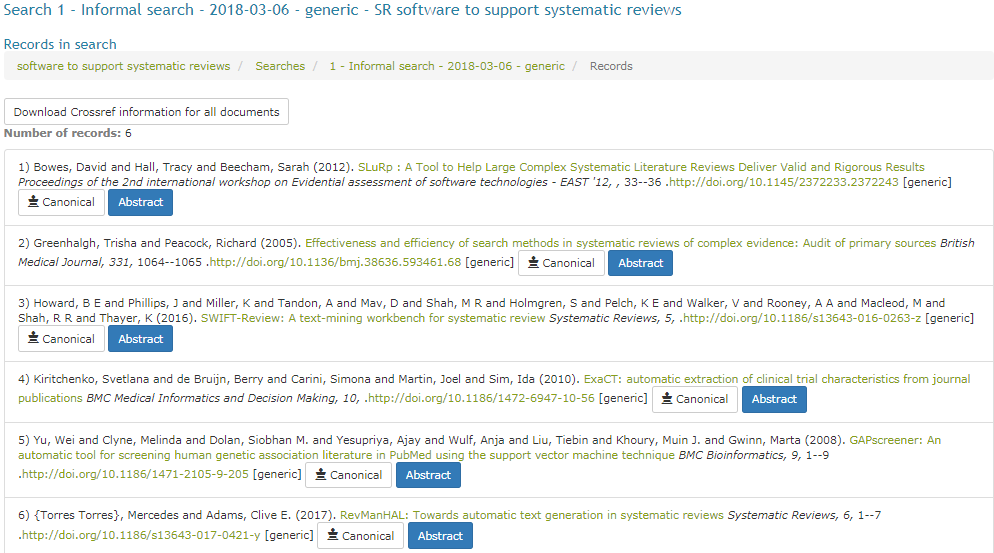 Search 1 - Informal search - 2018-03-06 - generic - SR software to support systematic reviews
Records in search
software to support systematic reviews / Searches / 1 - Informal search - 2018-03-06 - generic / Records
Download Crossref information for all documents
Number of records: 6
1) Bowes, David and Hall, Tracy and Beecham, Sarah (2012). SLuRp : A Tool to Help Large Complex Systematic Literature Reviews Deliver Valid and Rigorous Results
Proceedings of the 2nd international workshop on Evidential assessment of software technologies - EAST '12, , 33--36 .http://doi.org/10.1145/2372233.2372243 [generic]
Canonical Abstract
2) Greenhalgh, Trisha and Peacock, Richard (2005). Effectiveness and efficiency of search methods in systematic reviews of complex evidence: Audit of primary sources British
Medical Journal, 331, 1064--1065 .http://doi.org/10.1136/bmj.38636.593461.68 [generic] Canonical Abstract
3) Howard, B E and Phillips, J and Miller, K and Tandon, A and Mav, D and Shah, M R and Holmgren, S and Pelch, K E and Walker, V and Rooney, A A and Macleod, M and
Shah, R R and Thayer, K (2016). SWIFT-Review: A text-mining workbench for systematic review Systematic Reviews, 5, .http://doi.org/10.1186/s13643-016-0263-z [generic]
Canonical Abstract
4) Kiritchenko, Svetlana and de Bruijn, Berry and Carini, Simona and Martin, Joel and Sim, Ida (2010). ExaCT: automatic extraction of clinical trial characteristics from journal
publications BMC Medical Informatics and Decision Making, 10, .http://doi.org/10.1186/1472-6947-10-56 [generic] Canonical Abstract
5) Yu, Wei and Clyne, Melinda and Dolan, Siobhan M. and Yesupriya, Ajay and Wulf, Anja and Liu, Tiebin and Khoury, Muin J. and Gwinn, Marta (2008). GAPscreener: An
automatic tool for screening human genetic association literature in PubMed using the support vector machine technique BMC Bioinformatics, 9, 1--9
.http://doi.org/10.1186/1471-2105-9-205 [generic] Canonical Abstract
6) {Torres Torres}, Mercedes and Adams, Clive E. (2017). RevManHAL: Towards automatic text generation in systematic reviews Systematic Reviews, 6, 1--7
.http://doi.org/10.1186/s13643-017-0421-y [generic] Canonical Abstract